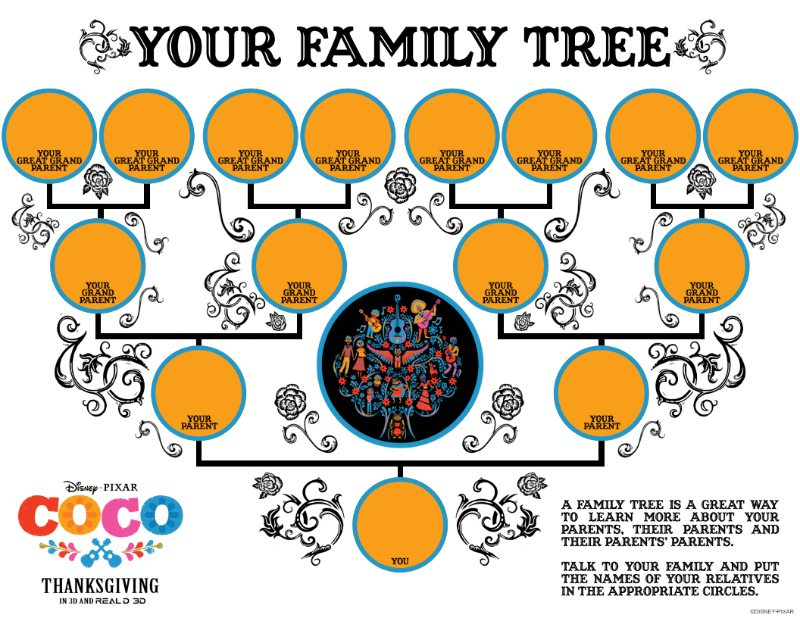 YOUR FAMILY TREE
YOUR
GREAT GRAND
PARENT
YOUR
GREAT GRAND
PARENT
YOUR
GREAT GRAND
PARENT
YOUR
GREAT GRAND
PARENT
YOUR
GREAT GRAND
PARENT
YOUR
GREAT GRAND
PARENT
YOUR
GREAT GRAND
PARENT
YOUR
GREAT GRAND
PARENT
YOUR
GRAND
PARENT
YOUR
GRAND
PARENT
YOUR
GRAND
PARENT
YOUR
GRAND
PARENT
YOUR
PARENT
YOUR
PARENT
YOU
Disney · PIXAR
COCO
THANKSGIVING
IN 3D AND REAL D 3D
A FAMILY TREE IS A GREAT WAY
TO LEARN MORE ABOUT YOUR
PARENTS, THEIR PARENTS AND
THEIR PARENTS' PARENTS.
TALK TO YOUR FAMILY AND PUT
THE NAMES OF YOUR RELATIVES
IN THE APPROPRIATE CIRCLES.
©DISNEY•PIXAR